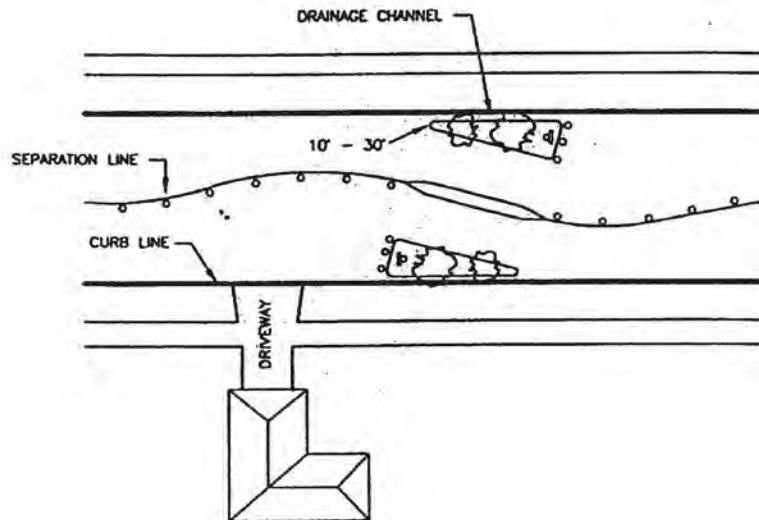 DRAINAGE CHANNEL
10' - 30'
SEPARATION LINE
CURB LINE
DRIVEWAY